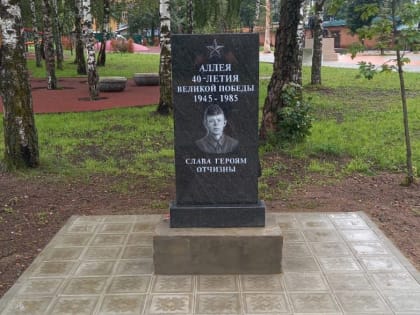 АЛЛЕЯ
40-ЛЕТИЯ
ВЕЛИКОЙ ПОБЕДЫ
1945 - 1985
СЛАВА ГЕРОЯМ
ОТЧИЗНЫ